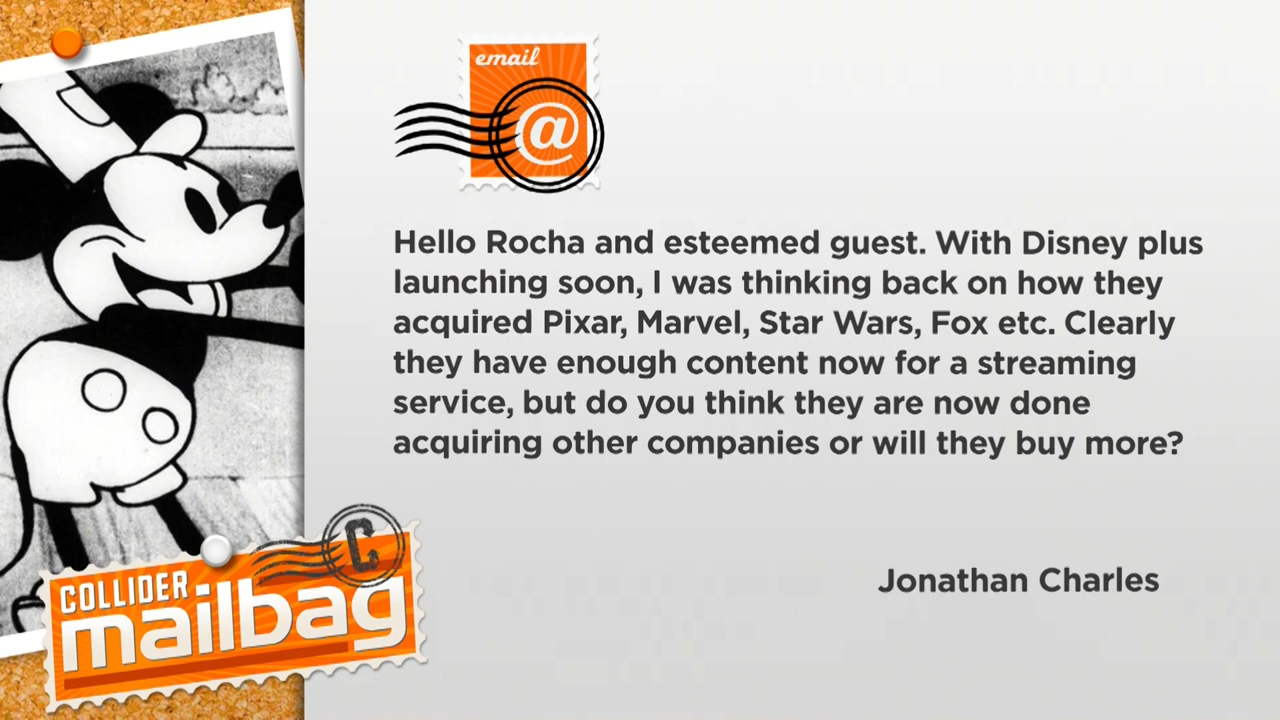 email
@
Hello Rocha and esteemed guest. With Disney plus
launching soon, I was thinking back on how they
acquired Pixar, Marvel, Star Wars, Fox etc. Clearly
they have enough content now for a streaming
service, but do you think they are now done
acquiring other companies or will they buy more?
Jonathan Charles
C
COLLIDER
mailbag